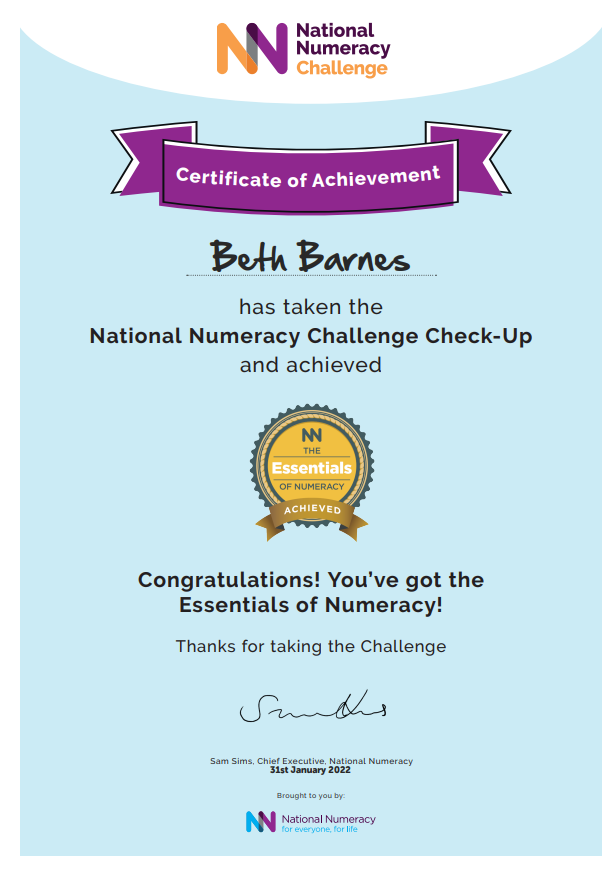 National
Numeracy
Challenge
Certificate of Achievement
Beth Barnes
has taken the
National Numeracy Challenge Check-Up
and achieved
THE
Essentials
OF NUMERACY
ACHIEVED
Congratulations! You’ve got the
Essentials of Numeracy!
Thanks for taking the Challenge
Sam Sims, Chief Executive, National Numeracy
31st January 2022
Brought to you by:
National Numeracy
for everyone, for life